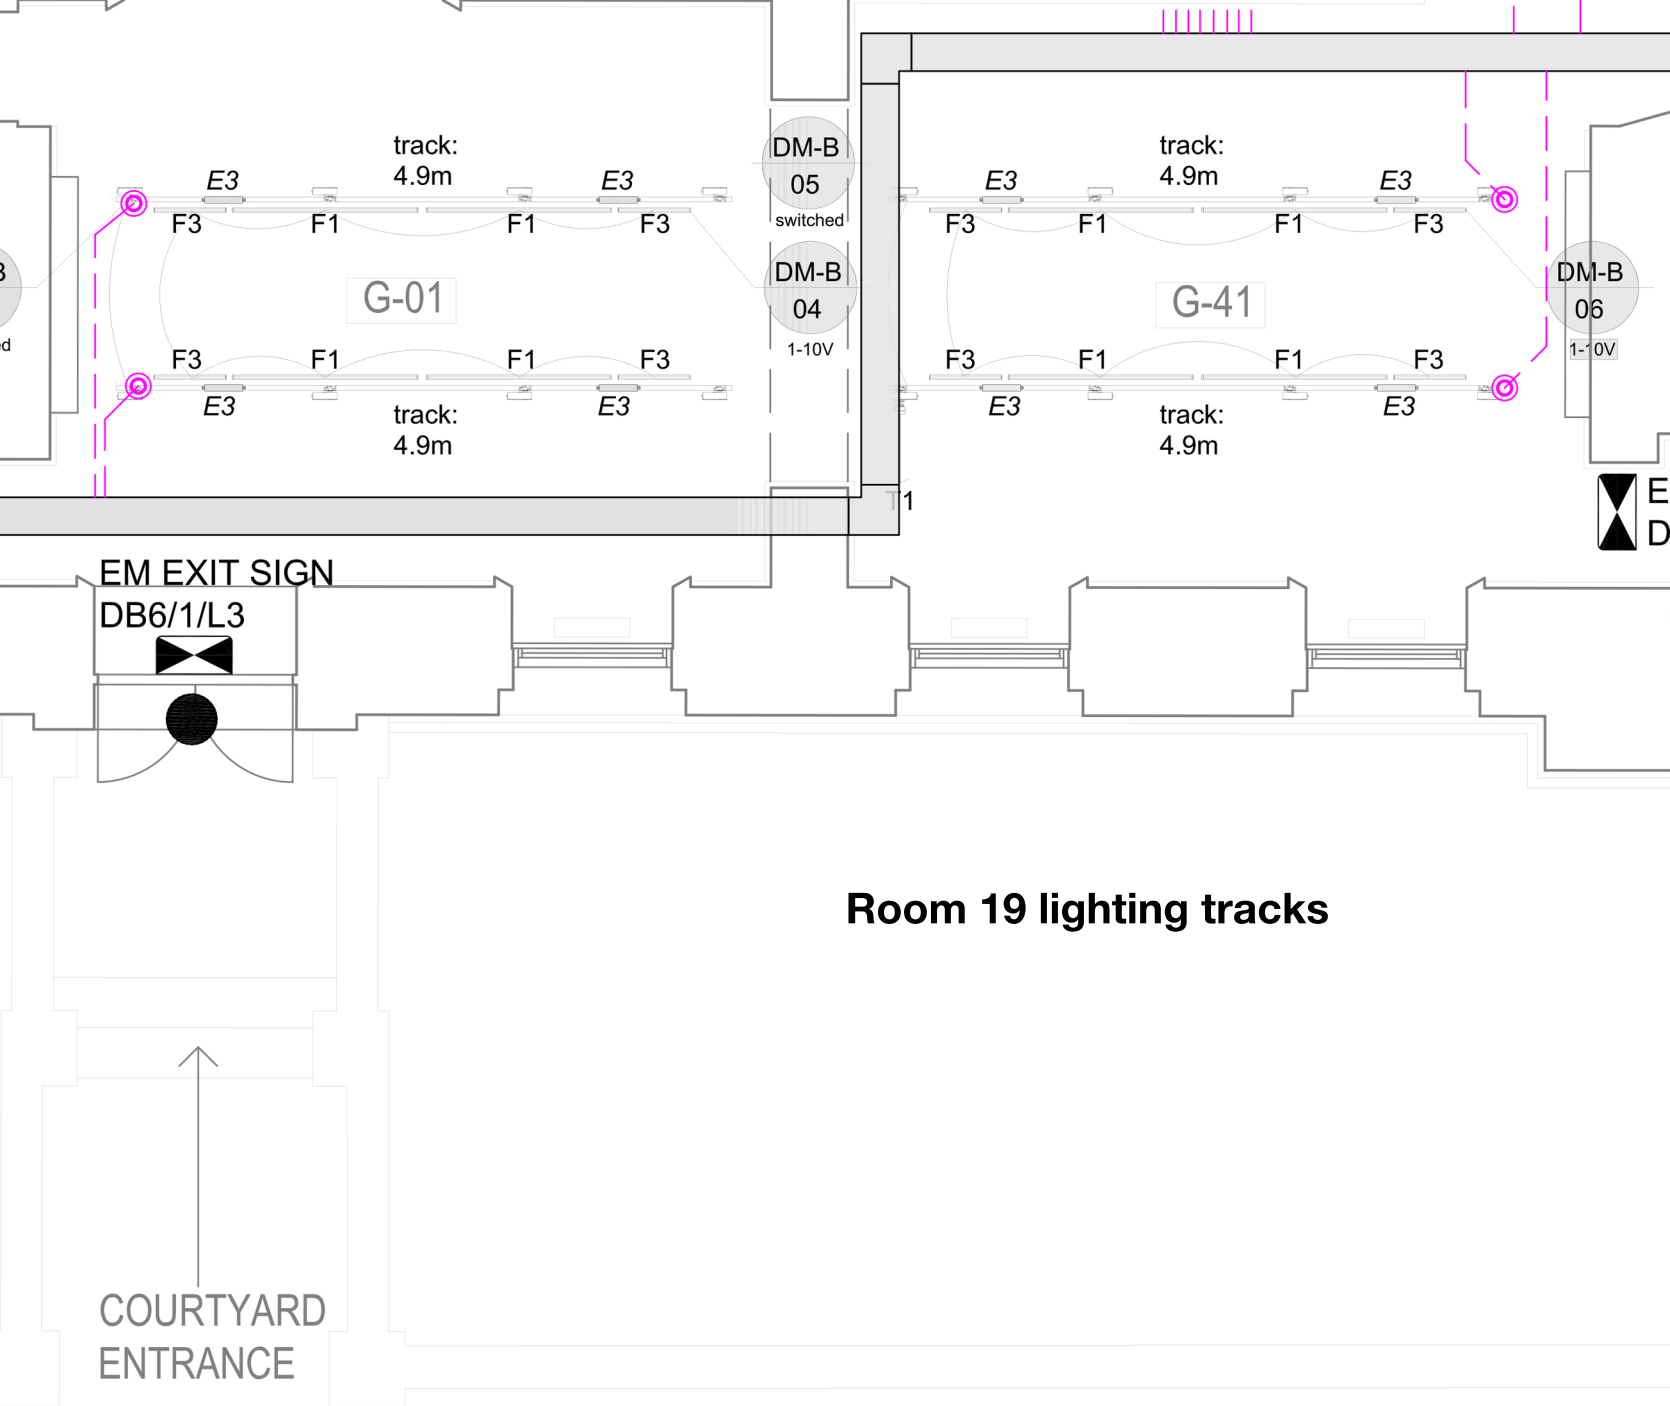 track:
4.9m
E3
E3
F3
F1
F1
F3
DM-B
05
switched
track:
4.9m
E3
E3
F3
F1
F1
F3
G-01
DM-B
04
1-10V
G-41
DM-B
06
1-10V
F3
F1
F1
F3
E3
E3
track:
4.9m
F3
F1
F1
F3
E3
E3
track:
4.9m
T1
EM EXIT SIGN
DB6/1/L3
Room 19 lighting tracks
COURTYARD
ENTRANCE